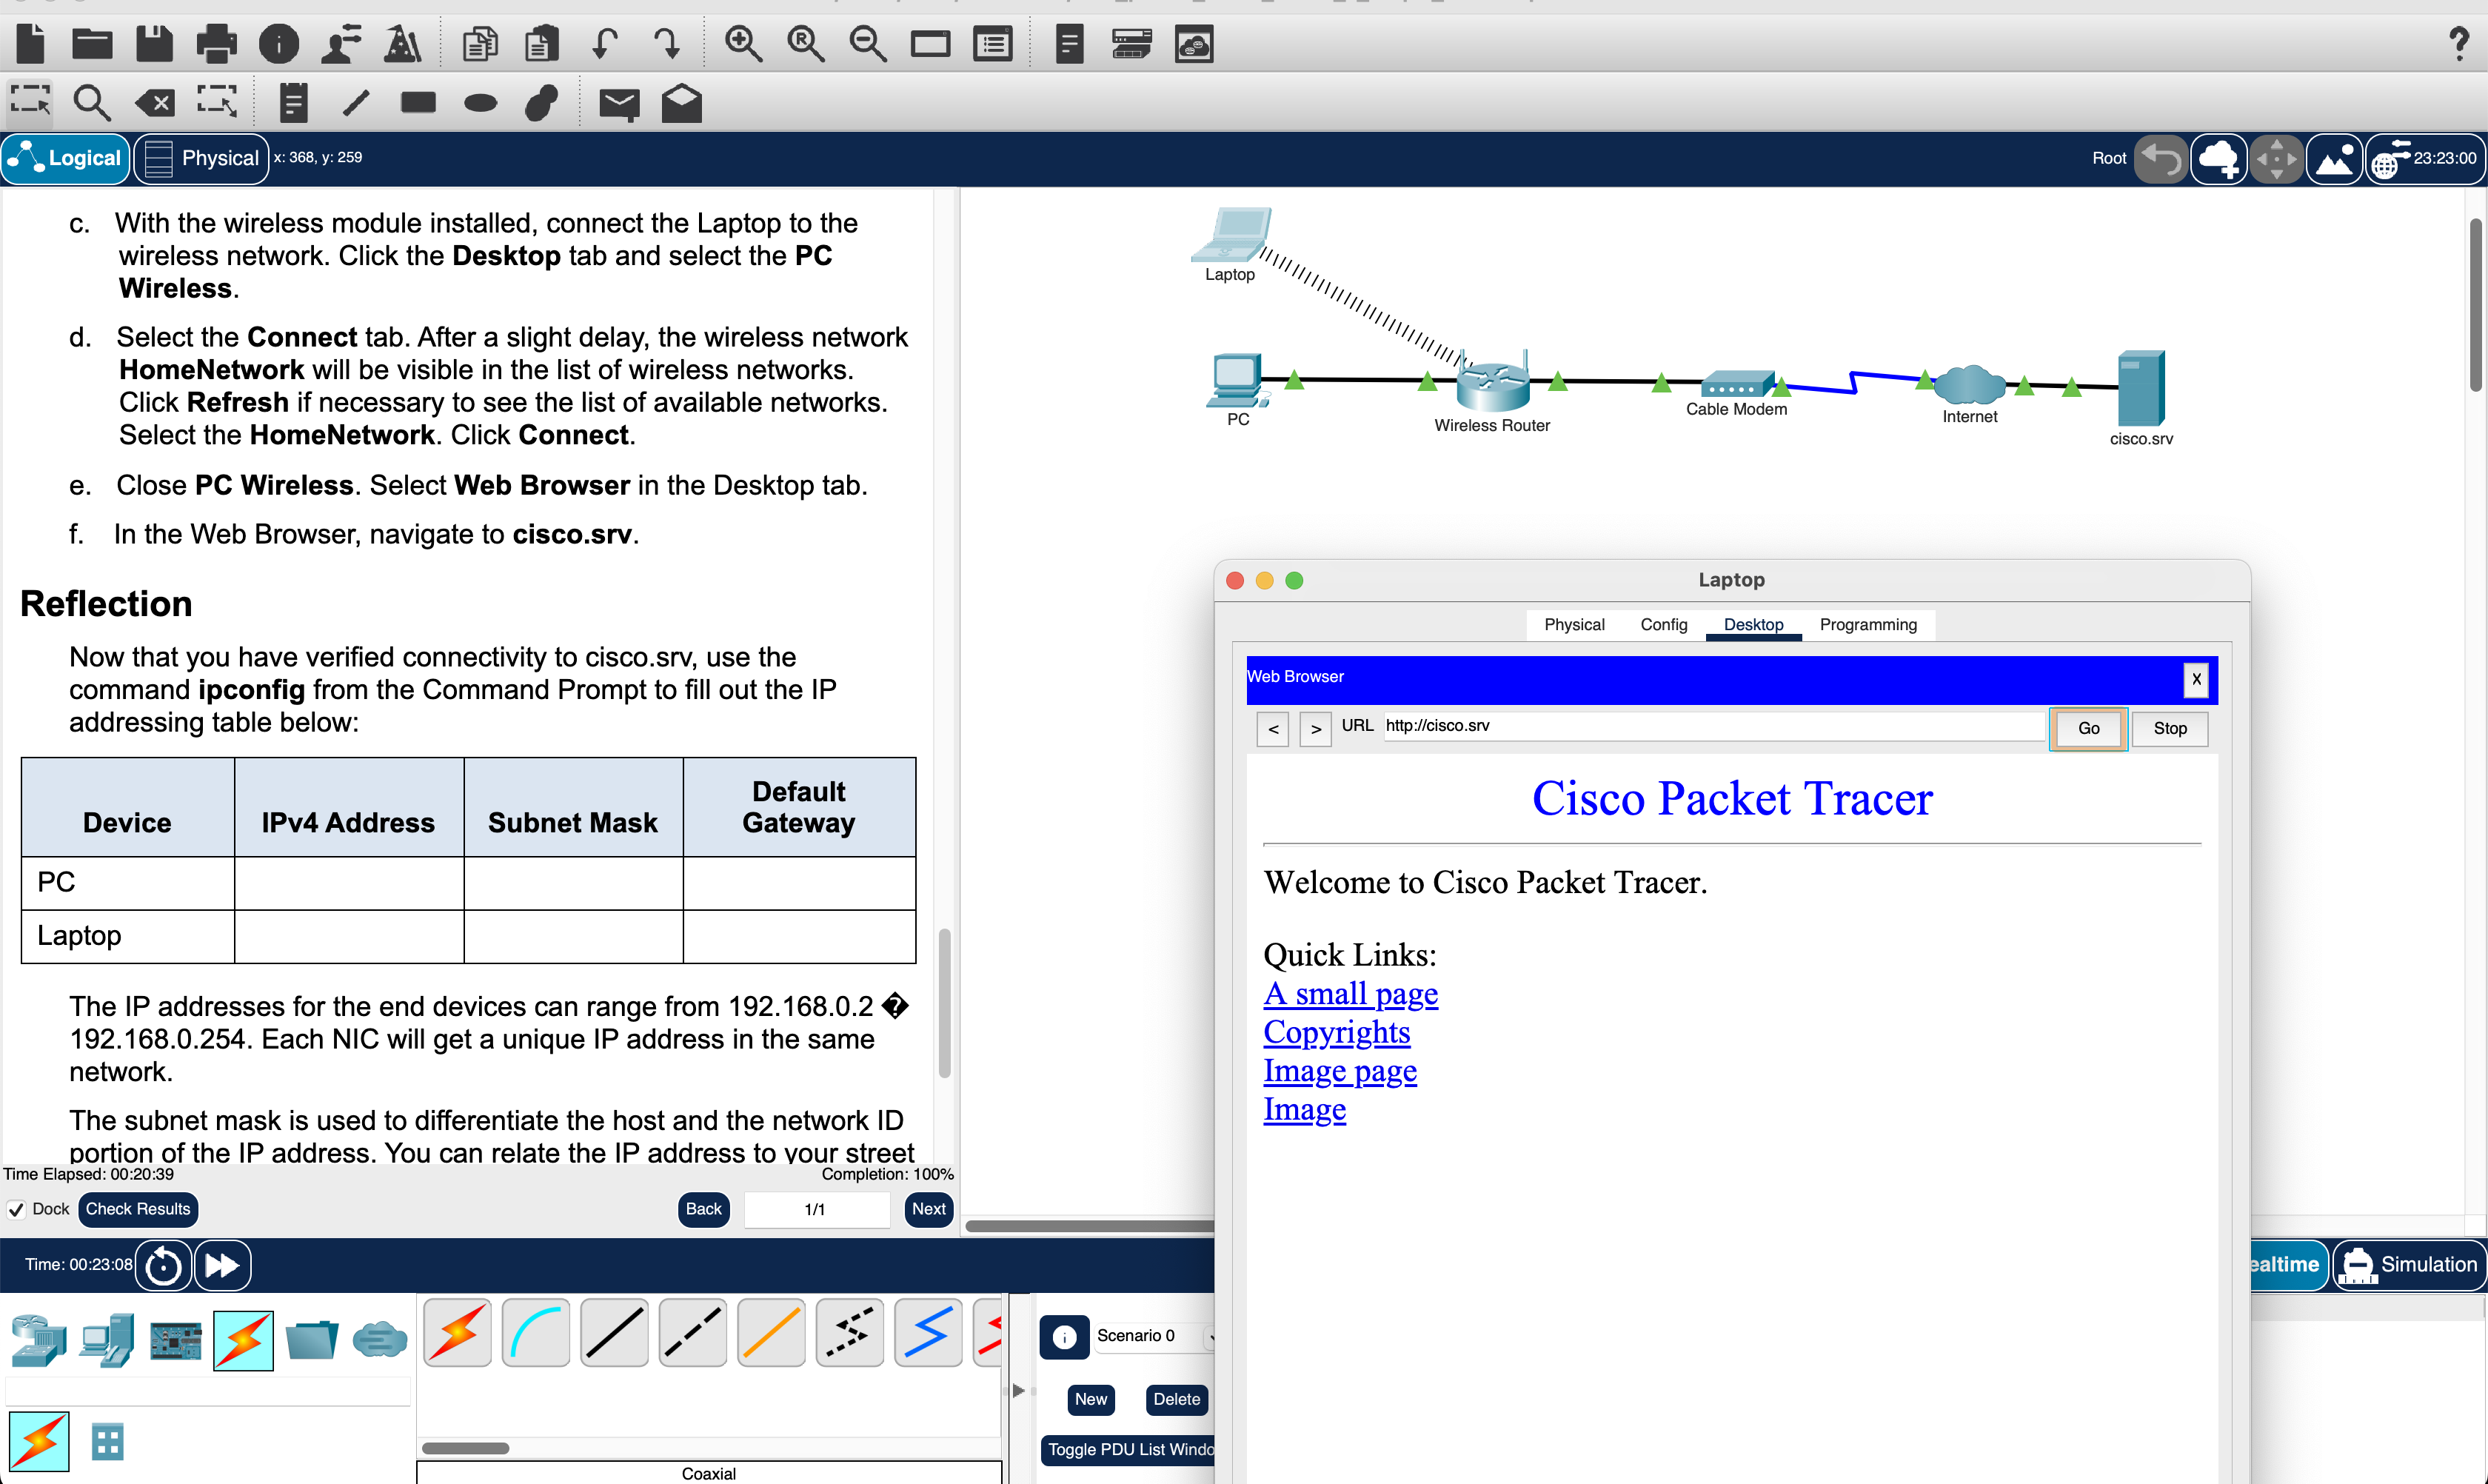 Logical
Physical
x: 368, y: 259
Root
23:23:00
c. With the wireless module installed, connect the Laptop to the
wireless network. Click the Desktop tab and select the PC
Wireless.
d. Select the Connect tab. After a slight delay, the wireless network
HomeNetwork will be visible in the list of wireless networks.
Click Refresh if necessary to see the list of available networks.
Select the HomeNetwork. Click Connect.
e. Close PC Wireless. Select Web Browser in the Desktop tab.
f. In the Web Browser, navigate to cisco.srv.
Reflection
Now that you have verified connectivity to cisco.srv, use the
command ipconfig from the Command Prompt to fill out the IP
addressing table below:
Device IPv4 Address Subnet Mask Default Gateway
PC
Laptop
The IP addresses for the end devices can range from 192.168.0.2 �
192.168.0.254. Each NIC will get a unique IP address in the same
network.
The subnet mask is used to differentiate the host and the network ID
portion of the IP address. You can relate the IP address to your street
Time Elapsed: 00:20:39
Completion: 100%
Dock
Check Results
Back
1/1
Next
Laptop
PC
Wireless Router
Cable Modem
Internet
cisco.srv
Laptop
Physical
Config
Desktop
Programming
Web Browser
X
<
>
URL
http://cisco.srv
Go
Stop
Cisco Packet Tracer
Welcome to Cisco Packet Tracer.
Quick Links:
A small page
Copyrights
Image page
Image
Time: 00:23:08
ealtime
Simulation
Scenario 0
New
Delete
Toggle PDU List Windo
Coaxial